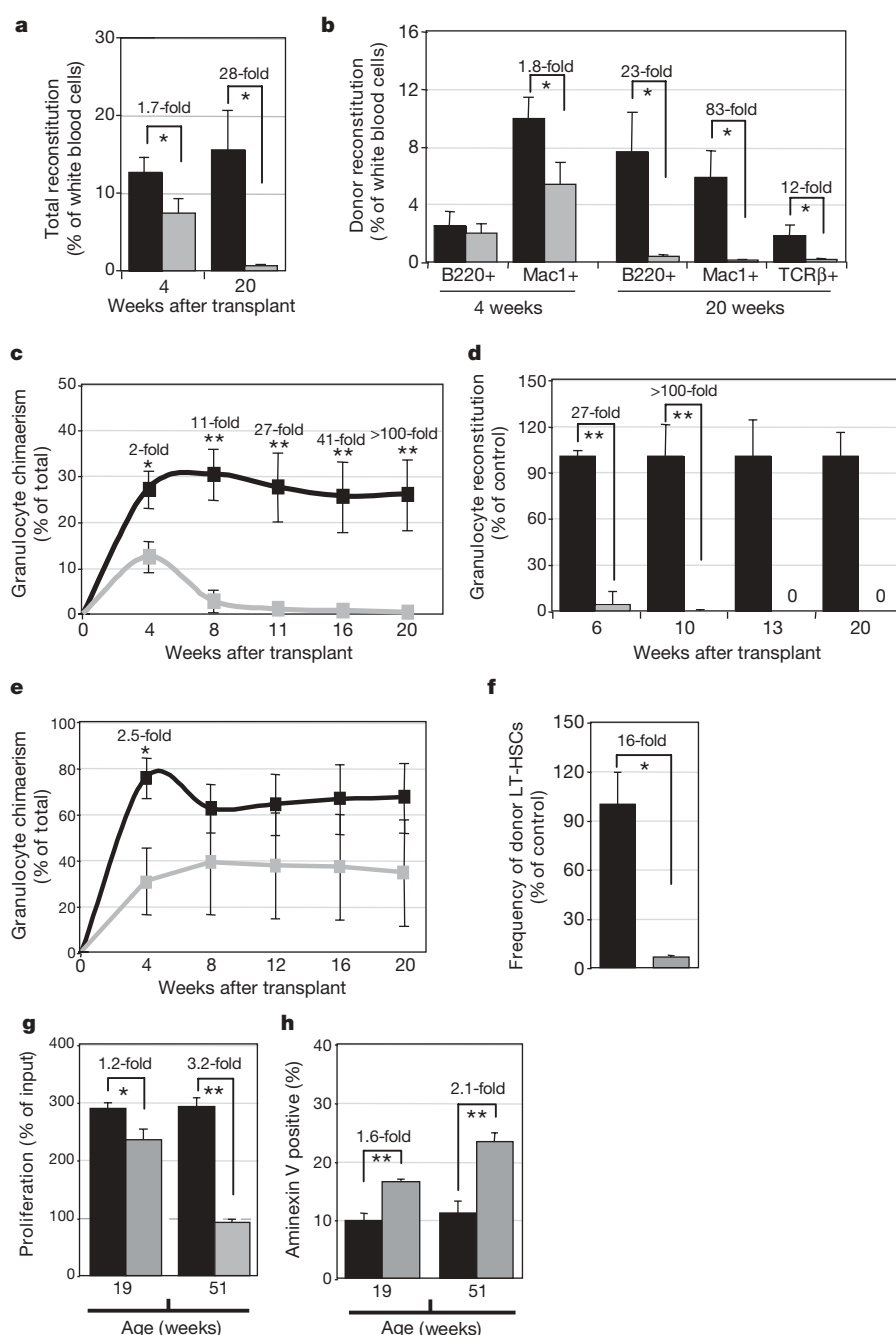 a
Total reconstitution
(% of white blood cells)
30
20
10
0
1.7-fold
*
28-fold
*
4
20
Weeks after transplant
b
Donor reconstitution
(% of white blood cells)
16
12
8
4
0
1.8-fold
*
23-fold
*
83-fold
*
12-fold
*
B220+
Mac1+
B220+
Mac1+
TCRβ+
4 weeks
20 weeks
c
Granulocyte chimaerism
(% of total)
50
40
30
20
10
0
2-fold
*
11-fold
**
27-fold
**
41-fold
**
>100-fold
**
0
4
8
11
16
20
Weeks after transplant
d
Granulocyte reconstitution
(% of control)
150
120
90
60
30
0
27-fold
**
>100-fold
**
0
0
6
10
13
20
Weeks after transplant
e
Granulocyte chimaerism
(% of total)
100
80
60
40
20
0
2.5-fold
*
0
4
8
12
16
20
Weeks after transplant
f
Frequency of donor LT-HSCs
(% of control)
150
120
90
60
30
0
16-fold
*
g
Proliferation (% of input)
400
300
200
100
0
1.2-fold
*
3.2-fold
**
19
51
Age (weeks)
h
Aminexin V positive (%)
40
30
20
10
0
1.6-fold
**
2.1-fold
**
19
51
Age (weeks)